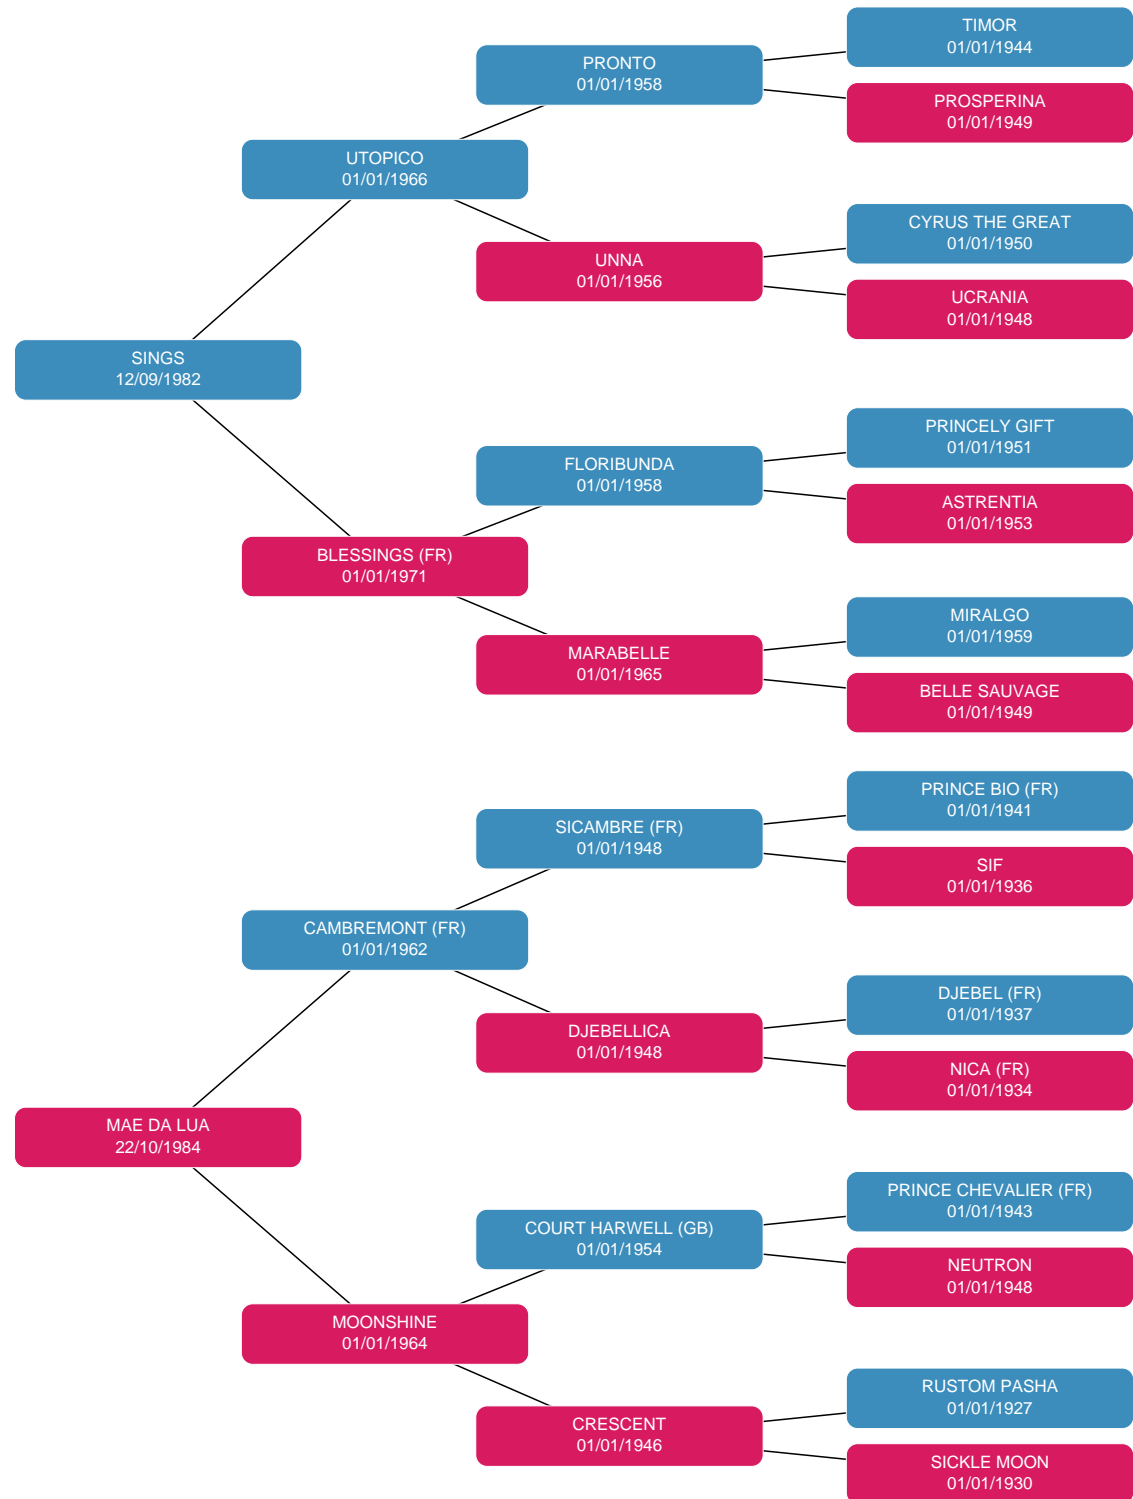 TIMOR
01/01/1944
PRONTO
01/01/1958
PROSPERINA
01/01/1949
UTOPICO
01/01/1966
CYRUS THE GREAT
01/01/1950
UNNA
01/01/1956
UCRANIA
01/01/1948
SINGS
12/09/1982
PRINCELY GIFT
01/01/1951
FLORIBUNDA
01/01/1958
ASTRENTIA
01/01/1953
BLESSINGS (FR)
01/01/1971
MIRALGO
01/01/1959
MARABELLE
01/01/1965
BELLE SAUVAGE
01/01/1949
PRINCE BIO (FR)
01/01/1941
SICAMBRE (FR)
01/01/1948
SIF
01/01/1936
CAMBREMONT (FR)
01/01/1962
DJEBEL (FR)
01/01/1937
DJEBELLICA
01/01/1948
NICA (FR)
01/01/1934
MAE DA LUA
22/10/1984
PRINCE CHEVALIER (FR)
01/01/1943
COURT HARWELL (GB)
01/01/1954
NEUTRON
01/01/1948
MOONSHINE
01/01/1964
RUSTOM PASHA
01/01/1927
CRESCENT
01/01/1946
SICKLE MOON
01/01/1930